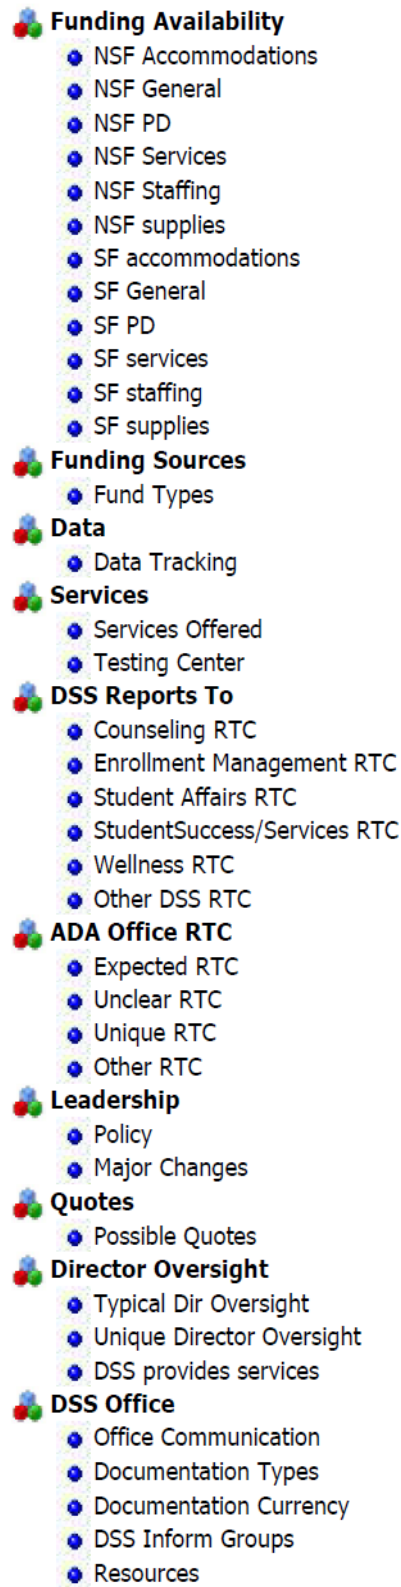 Funding Availability
NSF Accommodations
NSF General
NSF PD
NSF Services
NSF Staffing
NSF supplies
SF accommodations
SF General
SF PD
SF services
SF staffing
SF supplies
Funding Sources
Fund Types
Data
Data Tracking
Services
Services Offered
Testing Center
DSS Reports To
Counseling RTC
Enrollment Management RTC
Student Affairs RTC
StudentSuccess/Services RTC
Wellness RTC
Other DSS RTC
ADA Office RTC
Expected RTC
Unclear RTC
Unique RTC
Other RTC
Leadership
Policy
Major Changes
Quotes
Possible Quotes
Director Oversight
Typical Dir Oversight
Unique Director Oversight
DSS provides services
DSS Office
Office Communication
Documentation Types
Documentation Currency
DSS Inform Groups
Resources